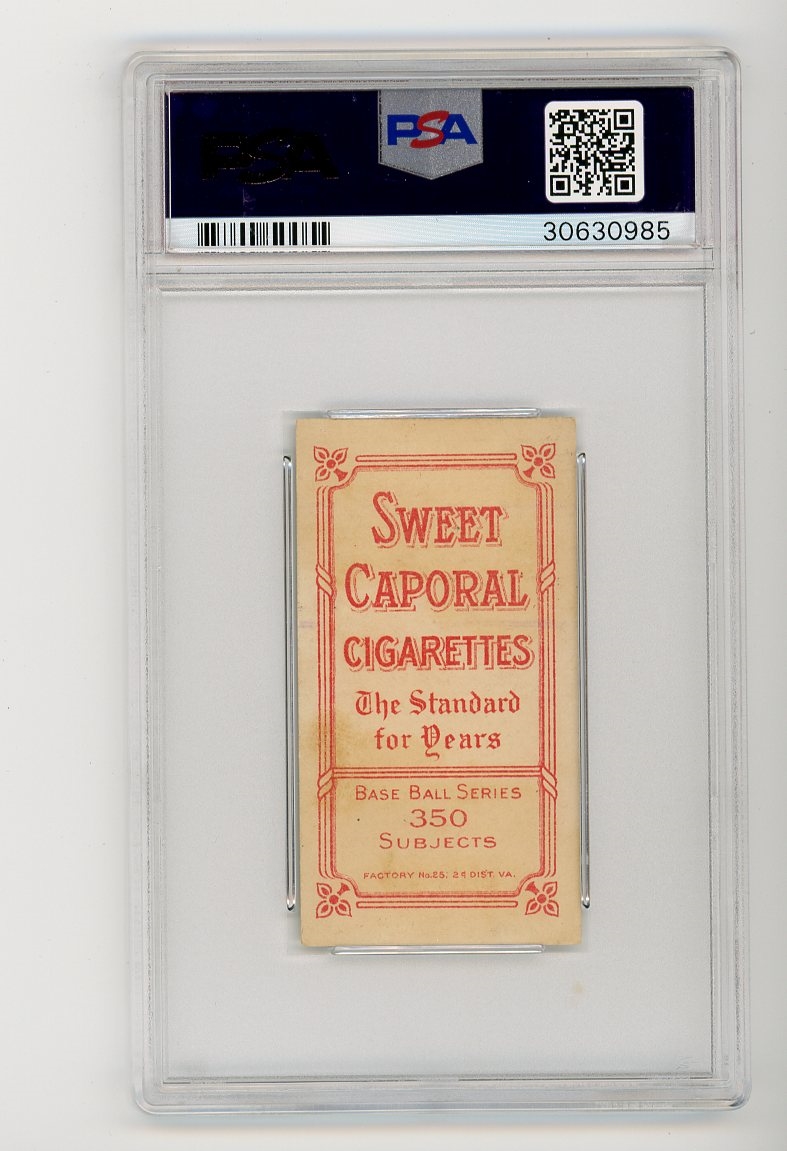 PSA
PSA
30630985
SWEET
CAPORAL
CIGARETTES
The Standard
for Years
BASE BALL SERIES
350
SUBJECTS
FACTORY No. 25, 2d DIST. VA.